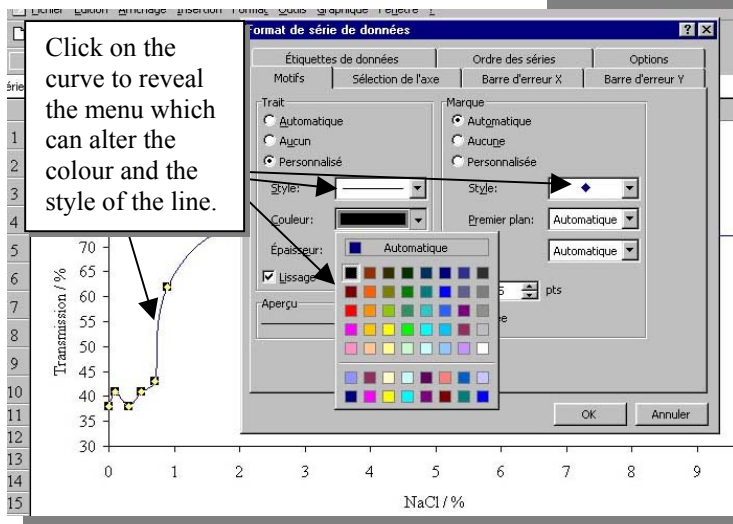 Fichier Edition Affichage Insertion Format Outils Graphique Fenêtre ?
Click on the
curve to reveal
the menu which
can alter the
colour and the
style of the line.
Format de série de données
Étiquettes de données
Ordre des séries
Options
Motifs
Sélection de l'axe
Barre d'erreur X
Barre d'erreur Y
Trait
Automatique
Aucun
Personnalisé
Style:
Couleur:
Épaisseur:
Lissage
Aperçu
Marque
Automatique
Aucune
Personnalisée
Style:
Premier plan:
Automatique
Automatique
pts
Automatique
OK
Annuler
1
2
3
4
5
6
7
8
9
10
11
12
13
14
15
Transmission / %
70
65
60
55
50
45
40
35
30
0
1
2
3
4
5
6
7
8
9
NaCl / %